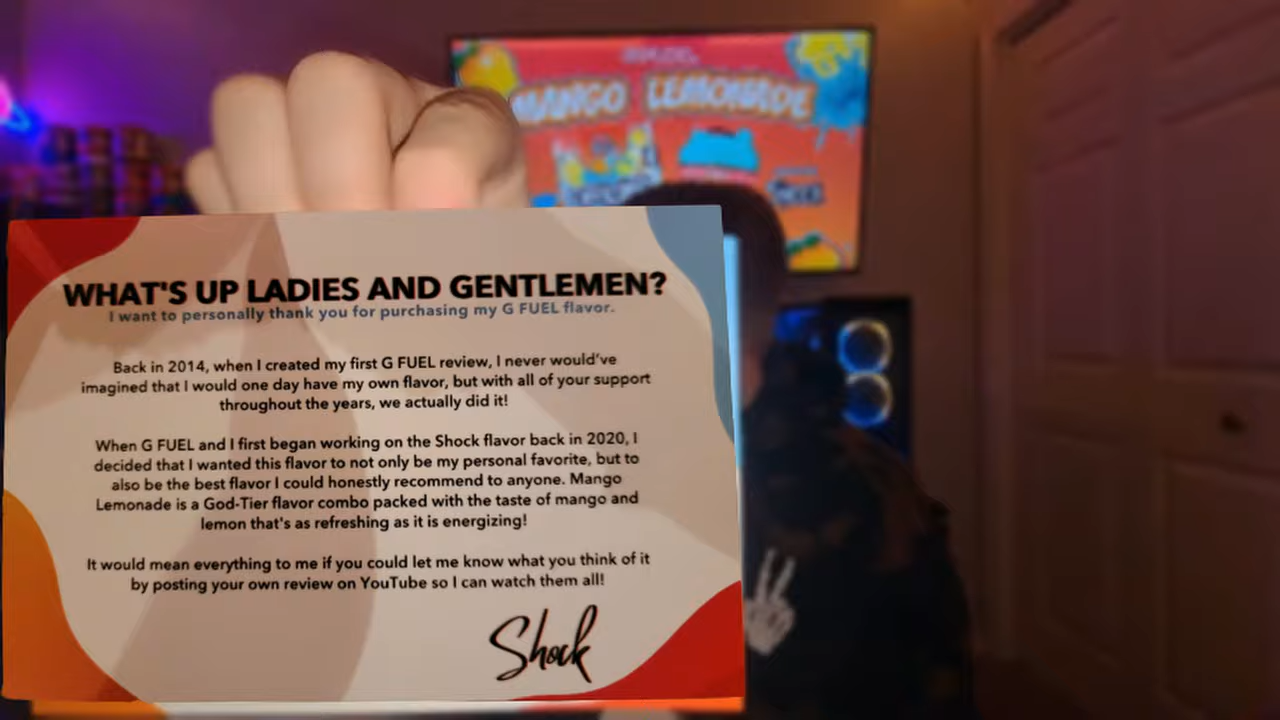 MANGO LEMONADE
WHAT'S UP LADIES AND GENTLEMEN?
I want to personally thank you for purchasing my G FUEL flavor.
Back in 2014, when I created my first G FUEL review, I never would've
imagined that I would one day have my own flavor, but with all of your support
throughout the years, we actually did it!
When G FUEL and I first began working on the Shock flavor back in 2020, I
decided that I wanted this flavor to not only be my personal favorite, but to
also be the best flavor I could honestly recommend to anyone. Mango
Lemonade is a God-Tier flavor combo packed with the taste of mango and
lemon that's as refreshing as it is energizing!
It would mean everything to me if you could let me know what you think of it
by posting your own review on YouTube so I can watch them all!
Shock